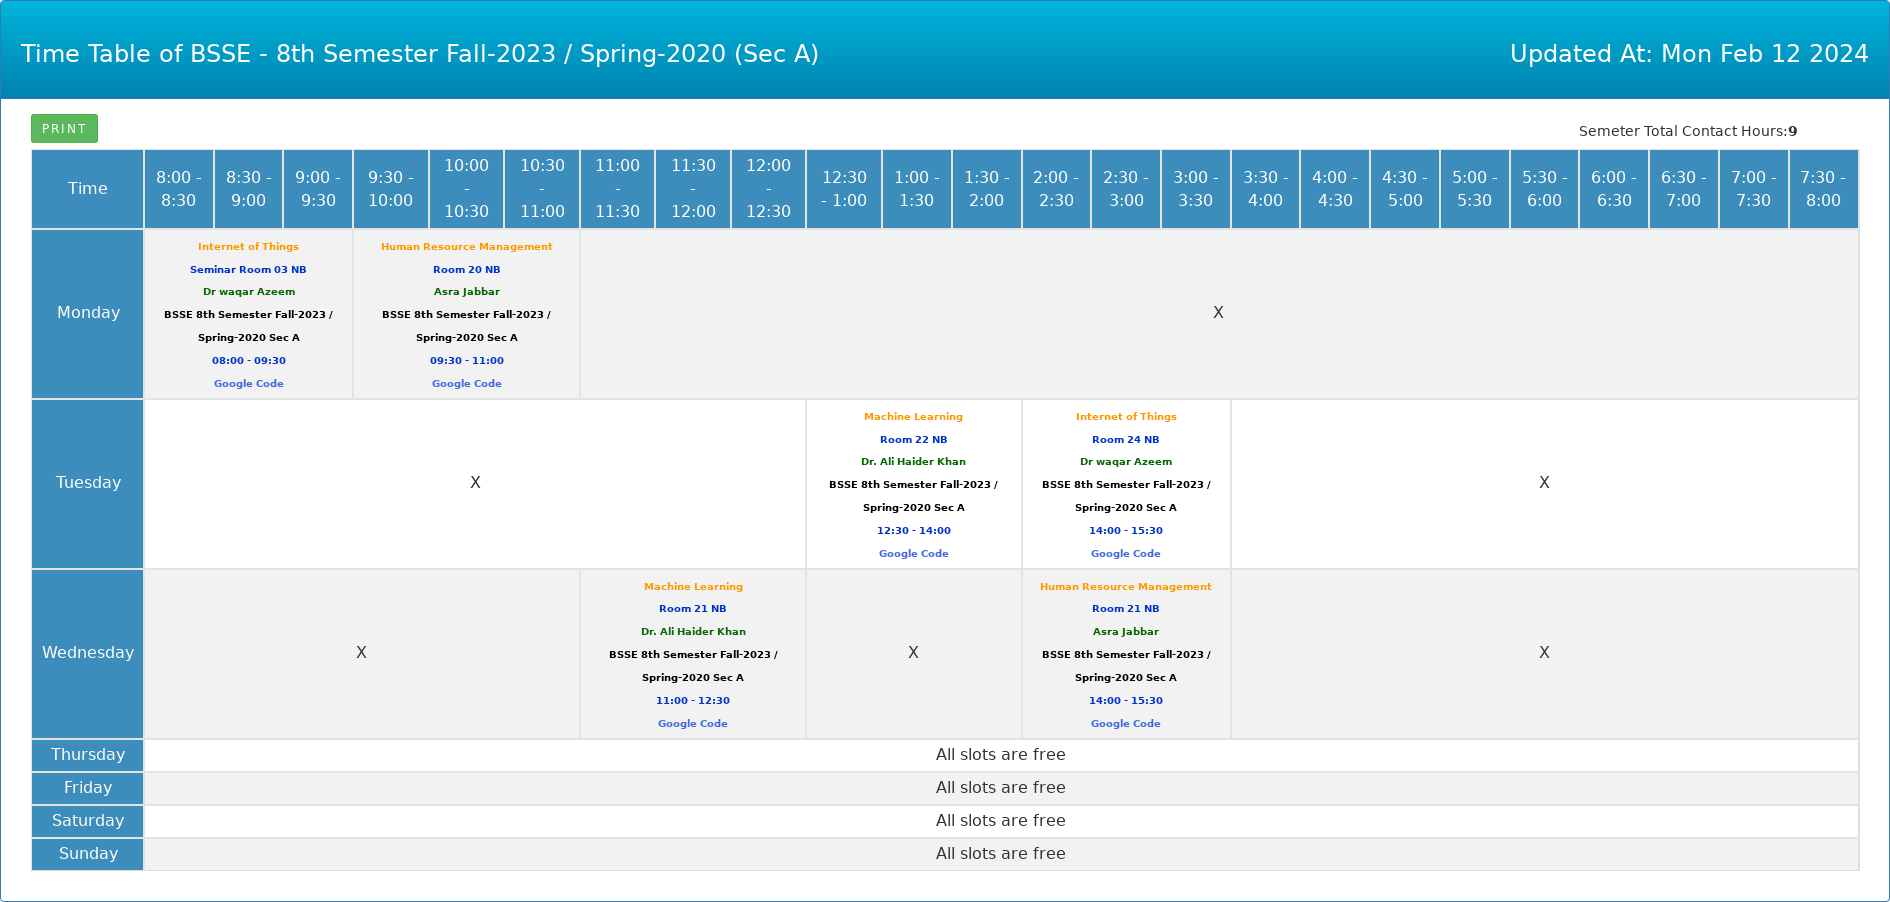 Time Table of BSSE - 8th Semester Fall-2023 / Spring-2020 (Sec A)
Updated At: Mon Feb 12 2024
PRINT
Semeter Total Contact Hours:9
Time
8:00 -
8:30
8:30 -
9:00
9:00 -
9:30
9:30 -
10:00
10:00
-
10:30
10:30
-
11:00
11:00
-
11:30
11:30
-
12:00
12:00
-
12:30
12:30
- 1:00
1:00 -
1:30
1:30 -
2:00
2:00 -
2:30
2:30 -
3:00
3:00 -
3:30
3:30 -
4:00
4:00 -
4:30
4:30 -
5:00
5:00 -
5:30
5:30 -
6:00
6:00 -
6:30
6:30 -
7:00
7:00 -
7:30
7:30 -
8:00
Monday
Internet of Things
Seminar Room 03 NB
Dr waqar Azeem
BSSE 8th Semester Fall-2023 /
Spring-2020 Sec A
08:00 - 09:30
Google Code
Human Resource Management
Room 20 NB
Asra Jabbar
BSSE 8th Semester Fall-2023 /
Spring-2020 Sec A
09:30 - 11:00
Google Code
X
Tuesday
X
Machine Learning
Room 22 NB
Dr. Ali Haider Khan
BSSE 8th Semester Fall-2023 /
Spring-2020 Sec A
12:30 - 14:00
Google Code
Internet of Things
Room 24 NB
Dr waqar Azeem
BSSE 8th Semester Fall-2023 /
Spring-2020 Sec A
14:00 - 15:30
Google Code
X
Wednesday
X
Machine Learning
Room 21 NB
Dr. Ali Haider Khan
BSSE 8th Semester Fall-2023 /
Spring-2020 Sec A
11:00 - 12:30
Google Code
X
Human Resource Management
Room 21 NB
Asra Jabbar
BSSE 8th Semester Fall-2023 /
Spring-2020 Sec A
14:00 - 15:30
Google Code
X
Thursday
All slots are free
Friday
All slots are free
Saturday
All slots are free
Sunday
All slots are free